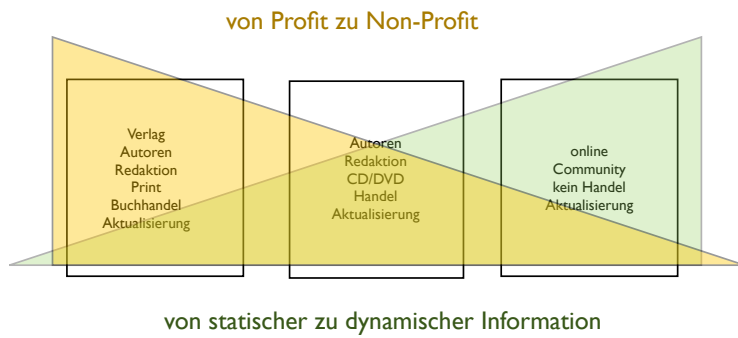 von Profit zu Non-Profit
Verlag
Autoren
Redaktion
Print
Buchhandel
Aktualisierung
Autoren
Redaktion
CD/DVD
Handel
Aktualisierung
online
Community
kein Handel
Aktualisierung
von statischer zu dynamischer Information